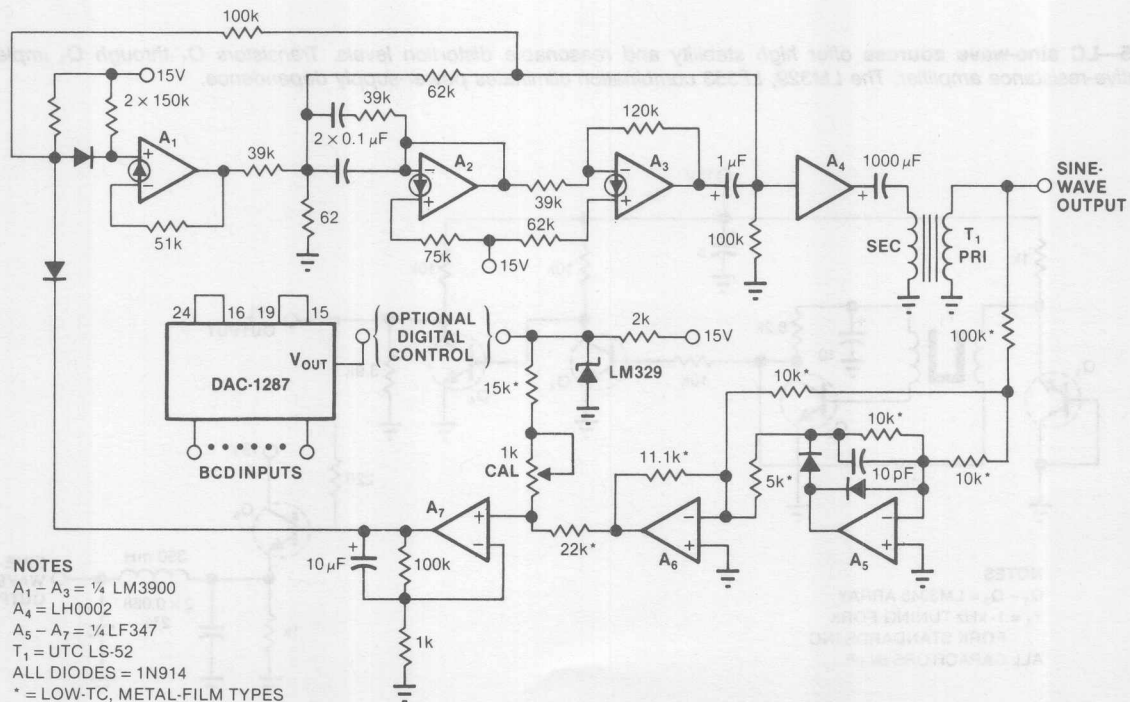 100k
15V
2 × 150k
39k
62k
120k
2 × 0.1 µF
A1
A2
A3
A4
1 µF
1000 µF
39k
39k
SINE-
WAVE
OUTPUT
62
51k
75k
15V
62k
100k
SEC
T1
PRI
24 16 19 15
VOUT
DAC-1287
BCD INPUTS
OPTIONAL
DIGITAL
CONTROL
2k
15V
LM329
15k*
100k*
10k*
10k*
1k
CAL
11.1k*
5k*
10 pF
10k*
A7
22k*
A6
A5
10 µF
100k
1k
NOTES
A1 – A3 = ¼ LM3900
A4 = LH0002
A5 – A7 = ¼ LF347
T1 = UTC LS-52
ALL DIODES = 1N914
* = LOW-TC, METAL-FILM TYPES